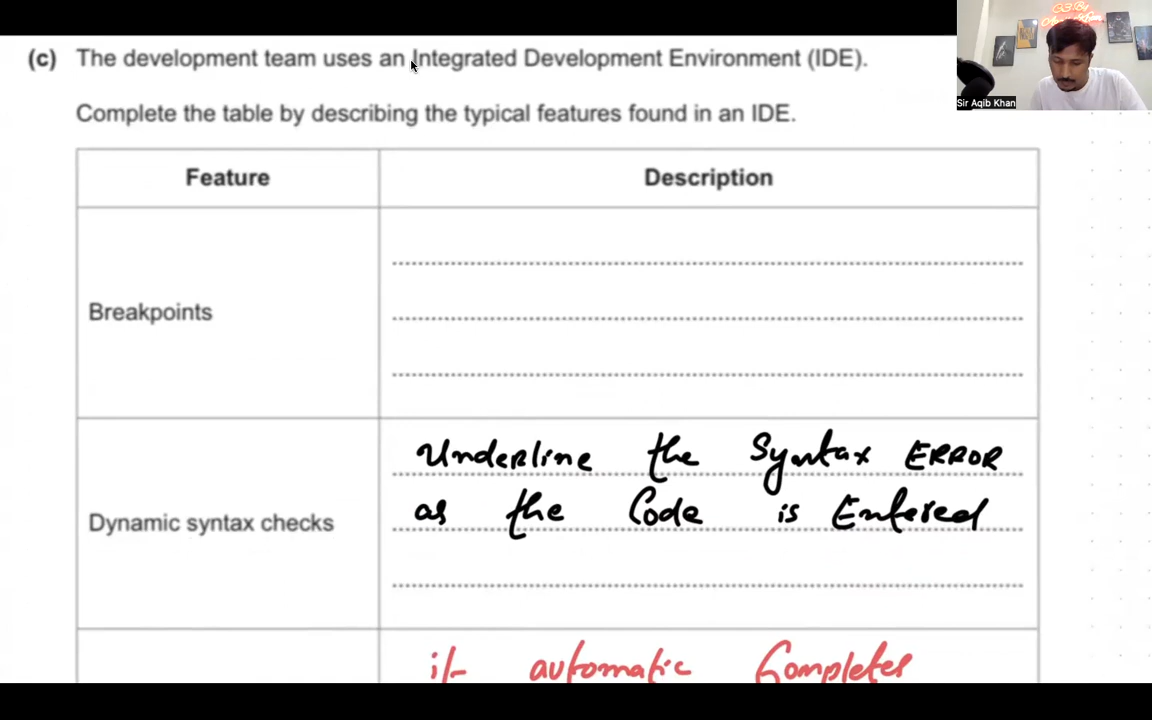 (c) The development team uses an Integrated Development Environment (IDE).
Complete the table by describing the typical features found in an IDE.
Feature
Description
Breakpoints
Dynamic syntax checks
Underline the Syntax ERROR
as the Code is Entered
it automatic Completes
Sir Aqib Khan